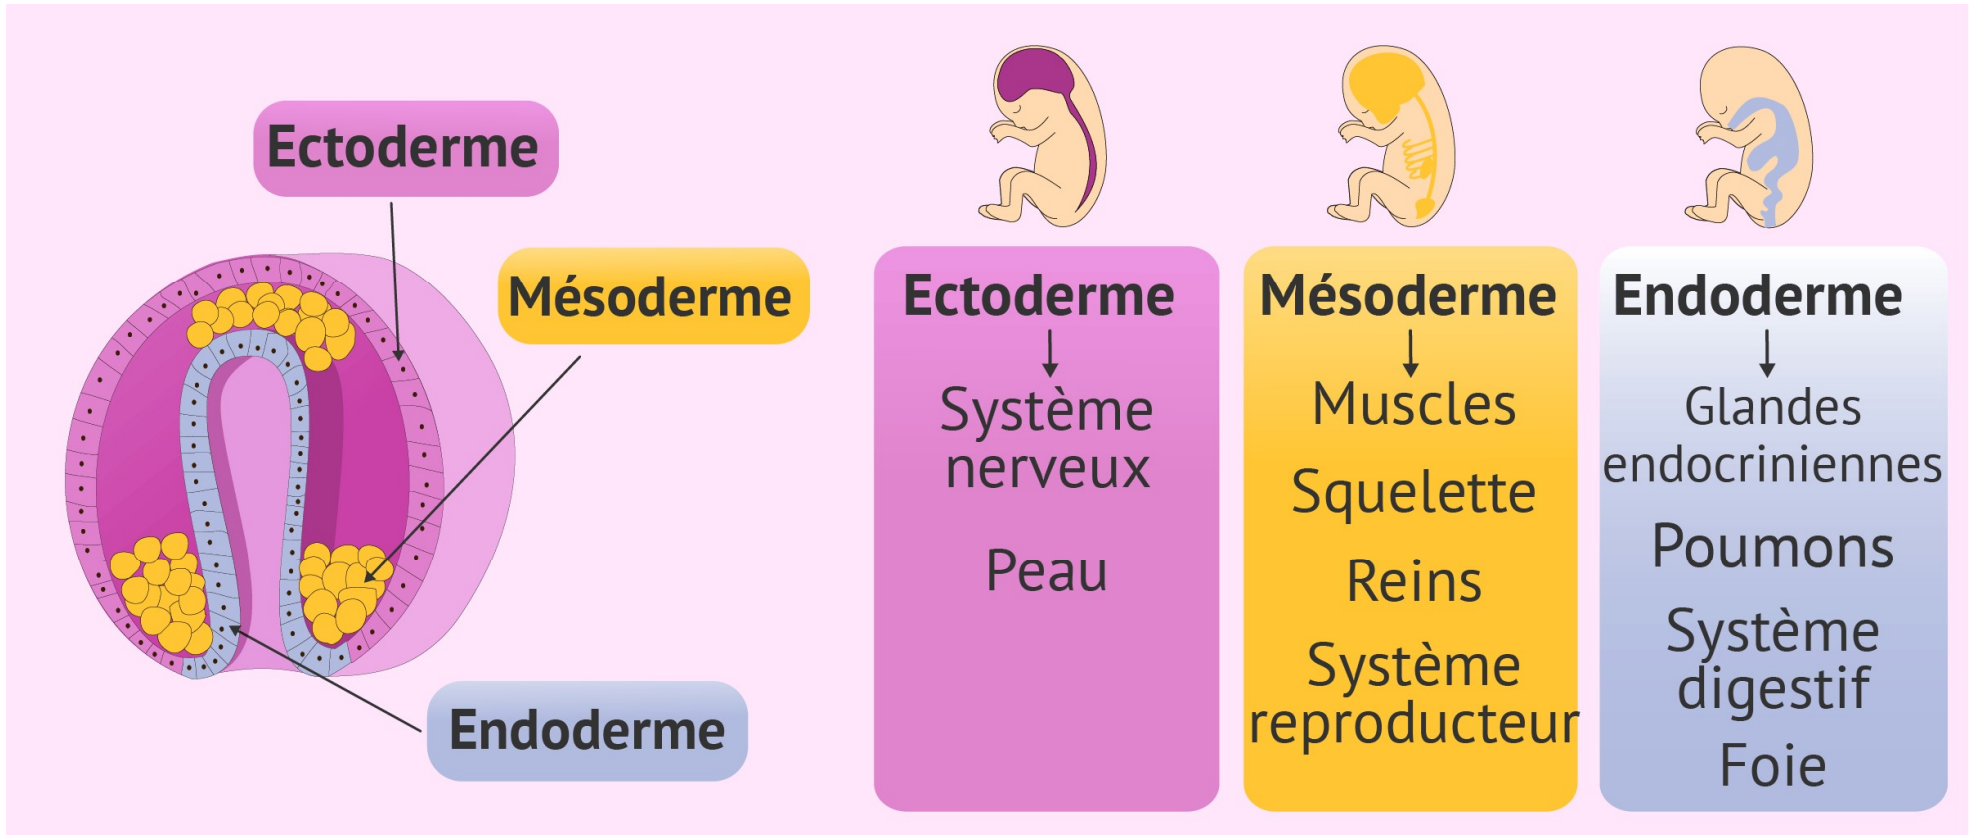 Ectoderme
Mésoderme
Endoderme
Ectoderme
Système
nerveux
Peau
Mésoderme
Muscles
Squelette
Reins
Système
reproducteur
Endoderme
Glandes
endocriniennes
Poumons
Système
digestif
Foie